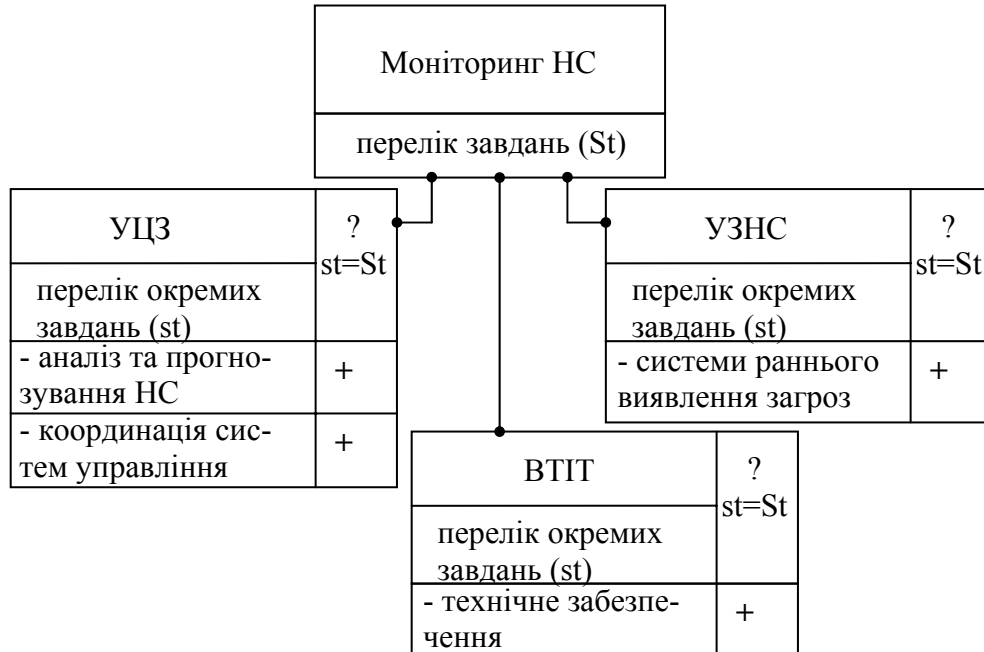 Моніторинг НС
перелік завдань (St)
УЦЗ
?
st=St
перелік окремих
завдань (st)
- аналіз та прогно-
зування НС
+
- координація сис-
тем управління
+
УЗНС
?
st=St
перелік окремих
завдань (st)
- системи раннього
виявлення загроз
+
ВТІТ
?
st=St
перелік окремих
завдань (st)
- технічне забезпе-
чення
+